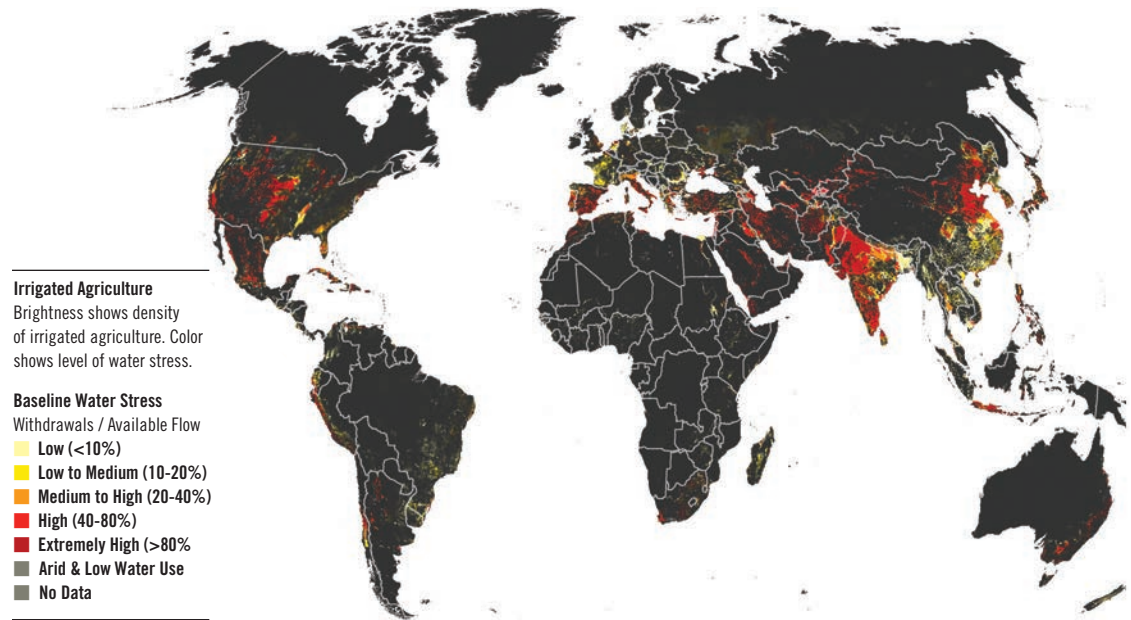 Irrigated Agriculture
Brightness shows density
of irrigated agriculture. Color
shows level of water stress.
Baseline Water Stress
Withdrawals / Available Flow
Low (<10%)
Low to Medium (10-20%)
Medium to High (20-40%)
High (40-80%)
Extremely High (>80%
Arid & Low Water Use
No Data